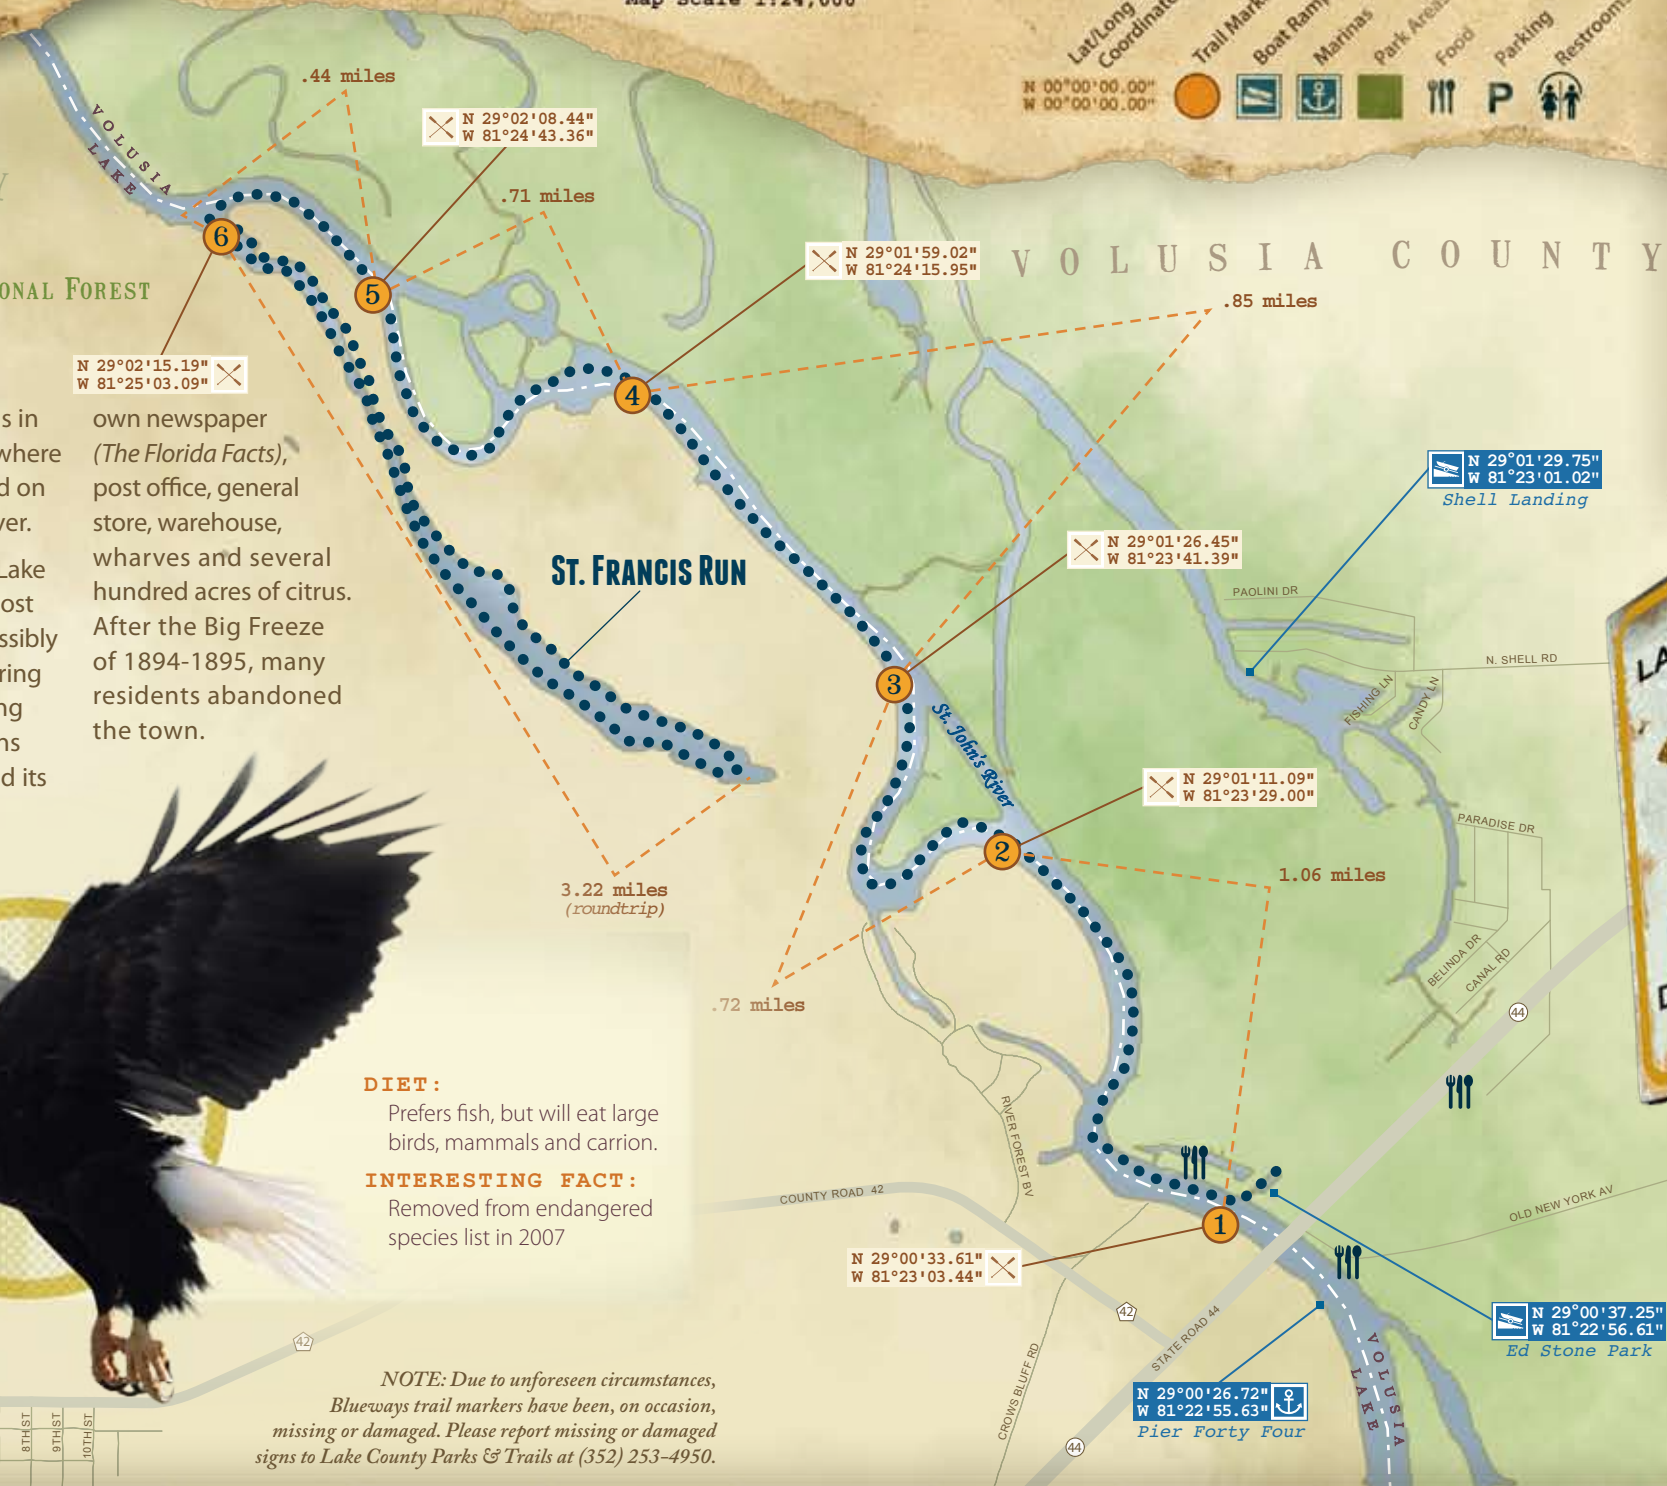 Map Scale 1:24,000
Lat/Long
Coordinate
Trail Mark
Boat Ramp
Marinas
Park Areas
Food
Parking
Restrooms
N 00°00'00.00"
W 00°00'00.00"
P
.44 miles
VOLUSIA
LAKE
N 29°02'08.44"
W 81°24'43.36"
.71 miles
6
5
4
N 29°01'59.02"
W 81°24'15.95"
VOLUSIA COUNTY
.85 miles
ONAL FOREST
N 29°02'15.19"
W 81°25'03.09"
s in
where
d on
ver.
Lake
ost
ssibly
ring
ng
ns
d its
own newspaper
(The Florida Facts),
post office, general
store, warehouse,
wharves and several
hundred acres of citrus.
After the Big Freeze
of 1894-1895, many
residents abandoned
the town.
N 29°01'29.75"
W 81°23'01.02"
Shell Landing
ST. FRANCIS RUN
N 29°01'26.45"
W 81°23'41.39"
PAOLINI DR
N. SHELL RD
FISHING LN
CANDY LN
LA
3
St. John's River
N 29°01'11.09"
W 81°23'29.00"
PARADISE DR
2
1.06 miles
3.22 miles
(roundtrip)
BELINDA DR
CANAL RD
.72 miles
44
D
DIET:
Prefers fish, but will eat large
birds, mammals and carrion.
INTERESTING FACT:
Removed from endangered
species list in 2007
RIVER FOREST BV
COUNTY ROAD 42
OLD NEW YORK AV
1
N 29°00'33.61"
W 81°23'03.44"
42
42
STATE ROAD 44
N 29°00'37.25"
W 81°22'56.61"
Ed Stone Park
CROWS BLUFF RD
N 29°00'26.72"
W 81°22'55.63"
Pier Forty Four
VOLUSIA
LAKE
44
NOTE: Due to unforeseen circumstances,
Blueways trail markers have been, on occasion,
missing or damaged. Please report missing or damaged
signs to Lake County Parks & Trails at (352) 253-4950.
8TH ST
9TH ST
10TH ST